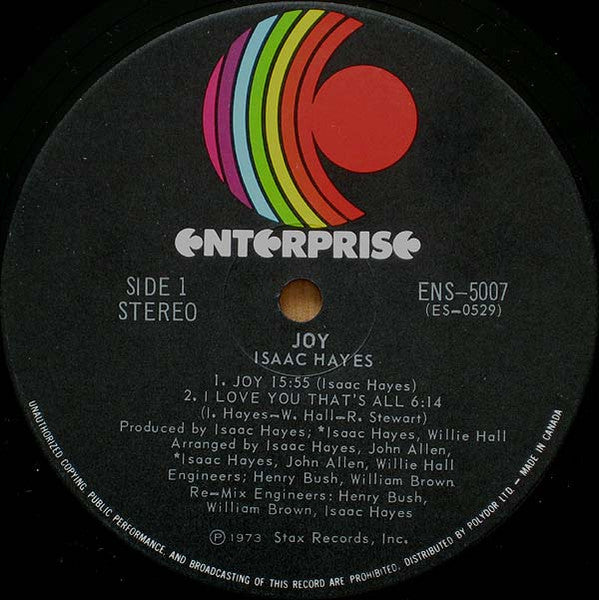 ENTERPRISE
SIDE 1
STEREO
ENS-5007
(ES-0529)
JOY
ISAAC HAYES
1. JOY 15:55 (Isaac Hayes)
2. I LOVE YOU THAT'S ALL 6:14
(I. Hayes-W. Hall-R. Stewart)
Produced by Isaac Hayes; *Isaac Hayes, Willie Hall
Arranged by Isaac Hayes, John Allen,
*Isaac Hayes, John Allen, Willie Hall
Engineers: Henry Bush, William Brown
Re-Mix Engineers: Henry Bush,
William Brown, Isaac Hayes
Ⓟ 1973 Stax Records, Inc.
UNAUTHORIZED COPYING, PUBLIC PERFORMANCE, AND BROADCASTING OF THIS RECORD ARE PROHIBITED, DISTRIBUTED BY POLYDOR LTD. - MADE IN CANADA